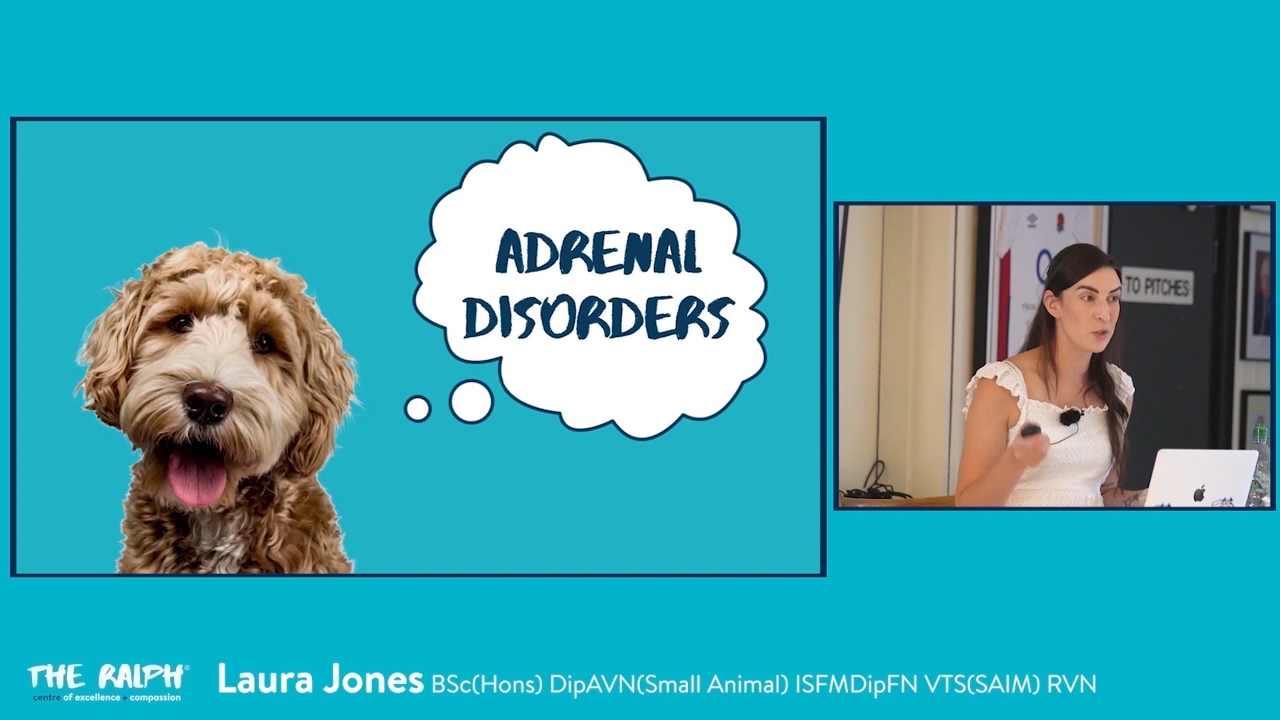 ADRENAL
DISORDERS
TO PITCHES
THE RALPH®
centre of excellence + compassion
Laura Jones BSc(Hons) DipAVN(Small Animal) ISFMDipFN VTS(SAIM) RVN